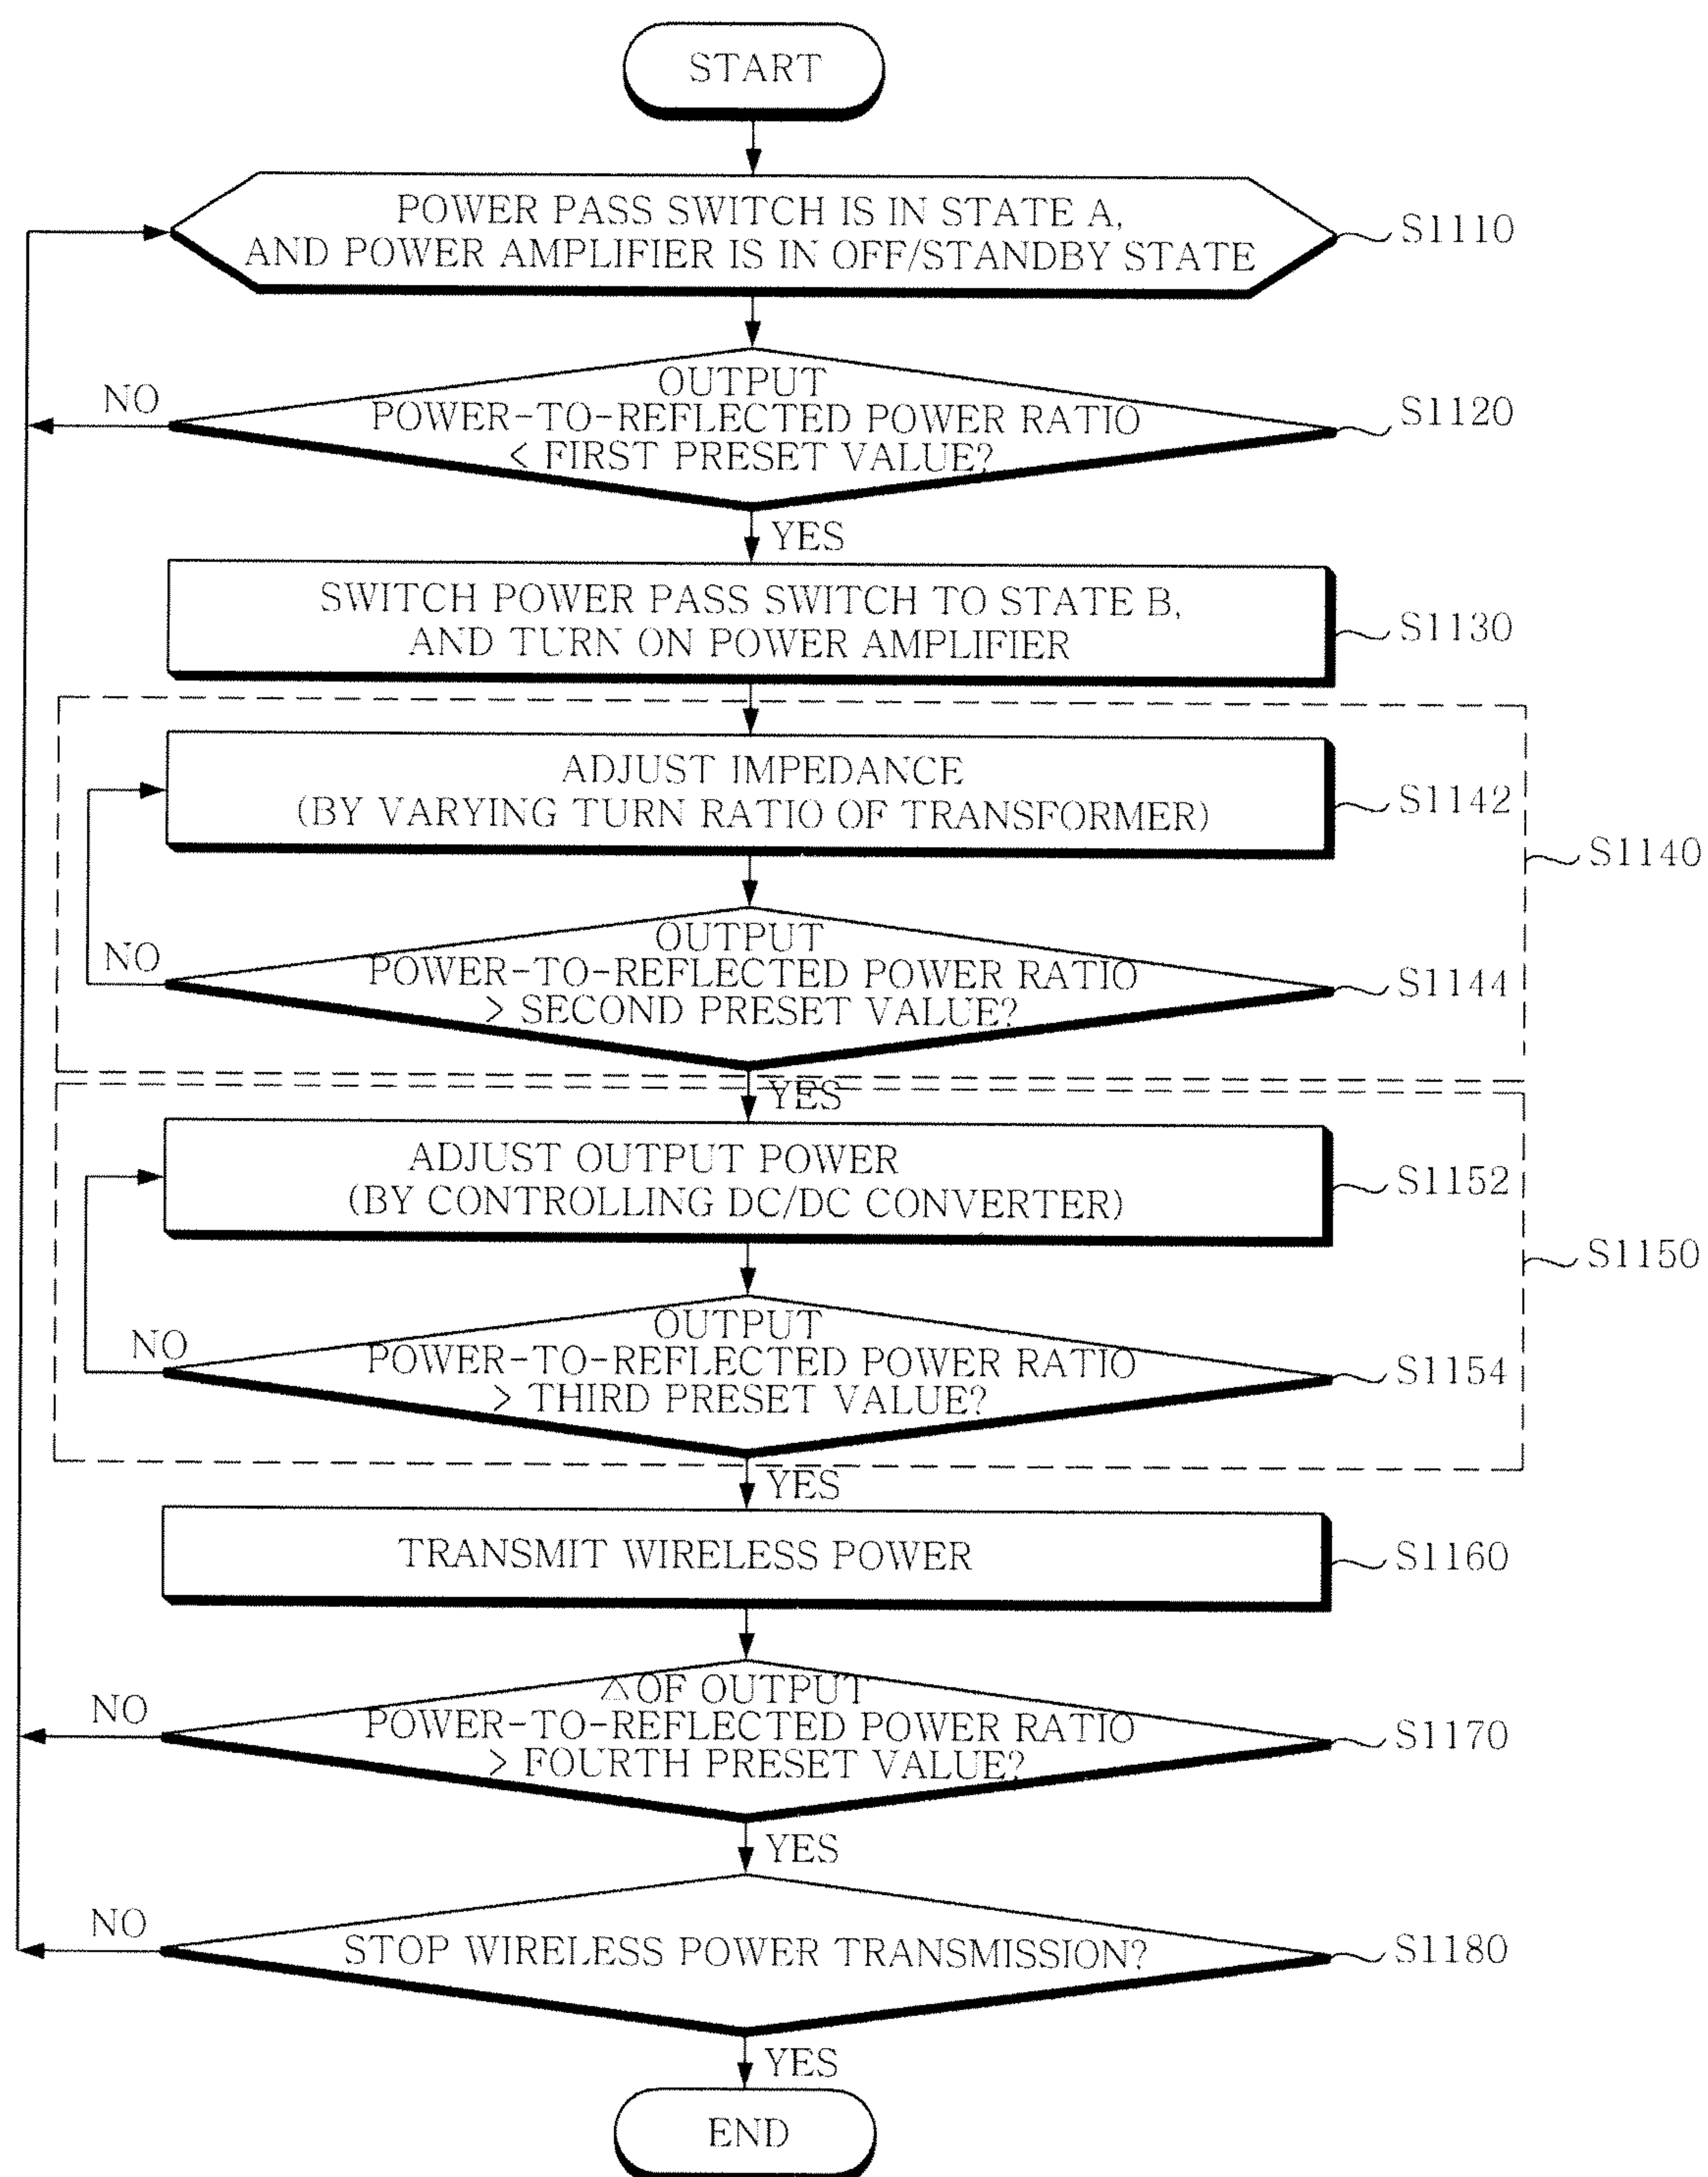 START
POWER PASS SWITCH IS IN STATE A,
AND POWER AMPLIFIER IS IN OFF/STANDBY STATE
S1110
NO
OUTPUT
POWER-TO-REFLECTED POWER RATIO
< FIRST PRESET VALUE?
S1120
YES
SWITCH POWER PASS SWITCH TO STATE B,
AND TURN ON POWER AMPLIFIER
S1130
ADJUST IMPEDANCE
(BY VARYING TURN RATIO OF TRANSFORMER)
S1142
S1140
NO
OUTPUT
POWER-TO-REFLECTED POWER RATIO
> SECOND PRESET VALUE?
S1144
YES
ADJUST OUTPUT POWER
(BY CONTROLLING DC/DC CONVERTER)
S1152
S1150
NO
OUTPUT
POWER-TO-REFLECTED POWER RATIO
> THIRD PRESET VALUE?
S1154
YES
TRANSMIT WIRELESS POWER
S1160
NO
△OF OUTPUT
POWER-TO-REFLECTED POWER RATIO
> FOURTH PRESET VALUE?
S1170
YES
NO
STOP WIRELESS POWER TRANSMISSION?
S1180
YES
END